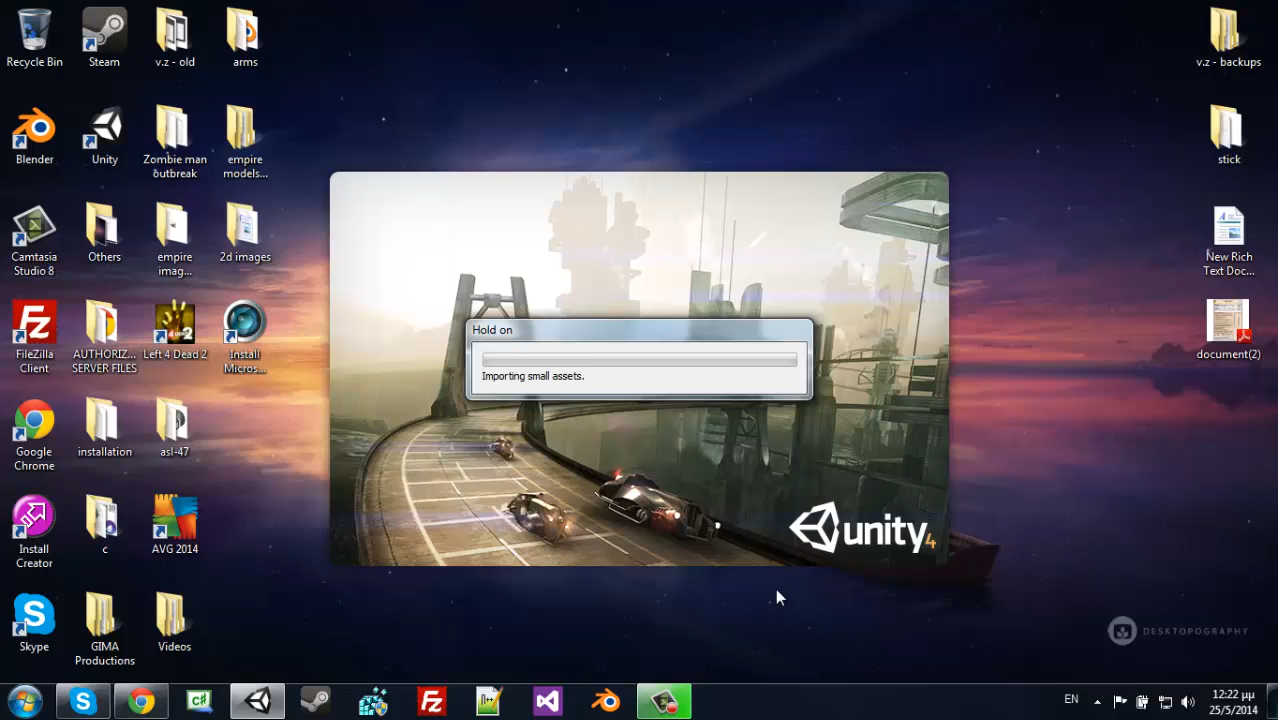 Recycle Bin
Steam
v.z - old
arms
v.z - backups
Blender
Unity
Zombie man
outbreak
empire
models...
stick
Camtasia
Studio 8
Others
empire
imag...
2d images
New Rich
Text Doc...
Hold on
Importing small assets.
FileZilla
Client
AUTHORIZ...
SERVER FILES
Left 4 Dead 2
Install
Micros...
document(2)
Google
Chrome
installation
asl-47
unity4
Install
Creator
c
AVG 2014
Skype
GIMA
Productions
Videos
DESKTOPOGRAPHY
EN
12:22 μμ
25/5/2014